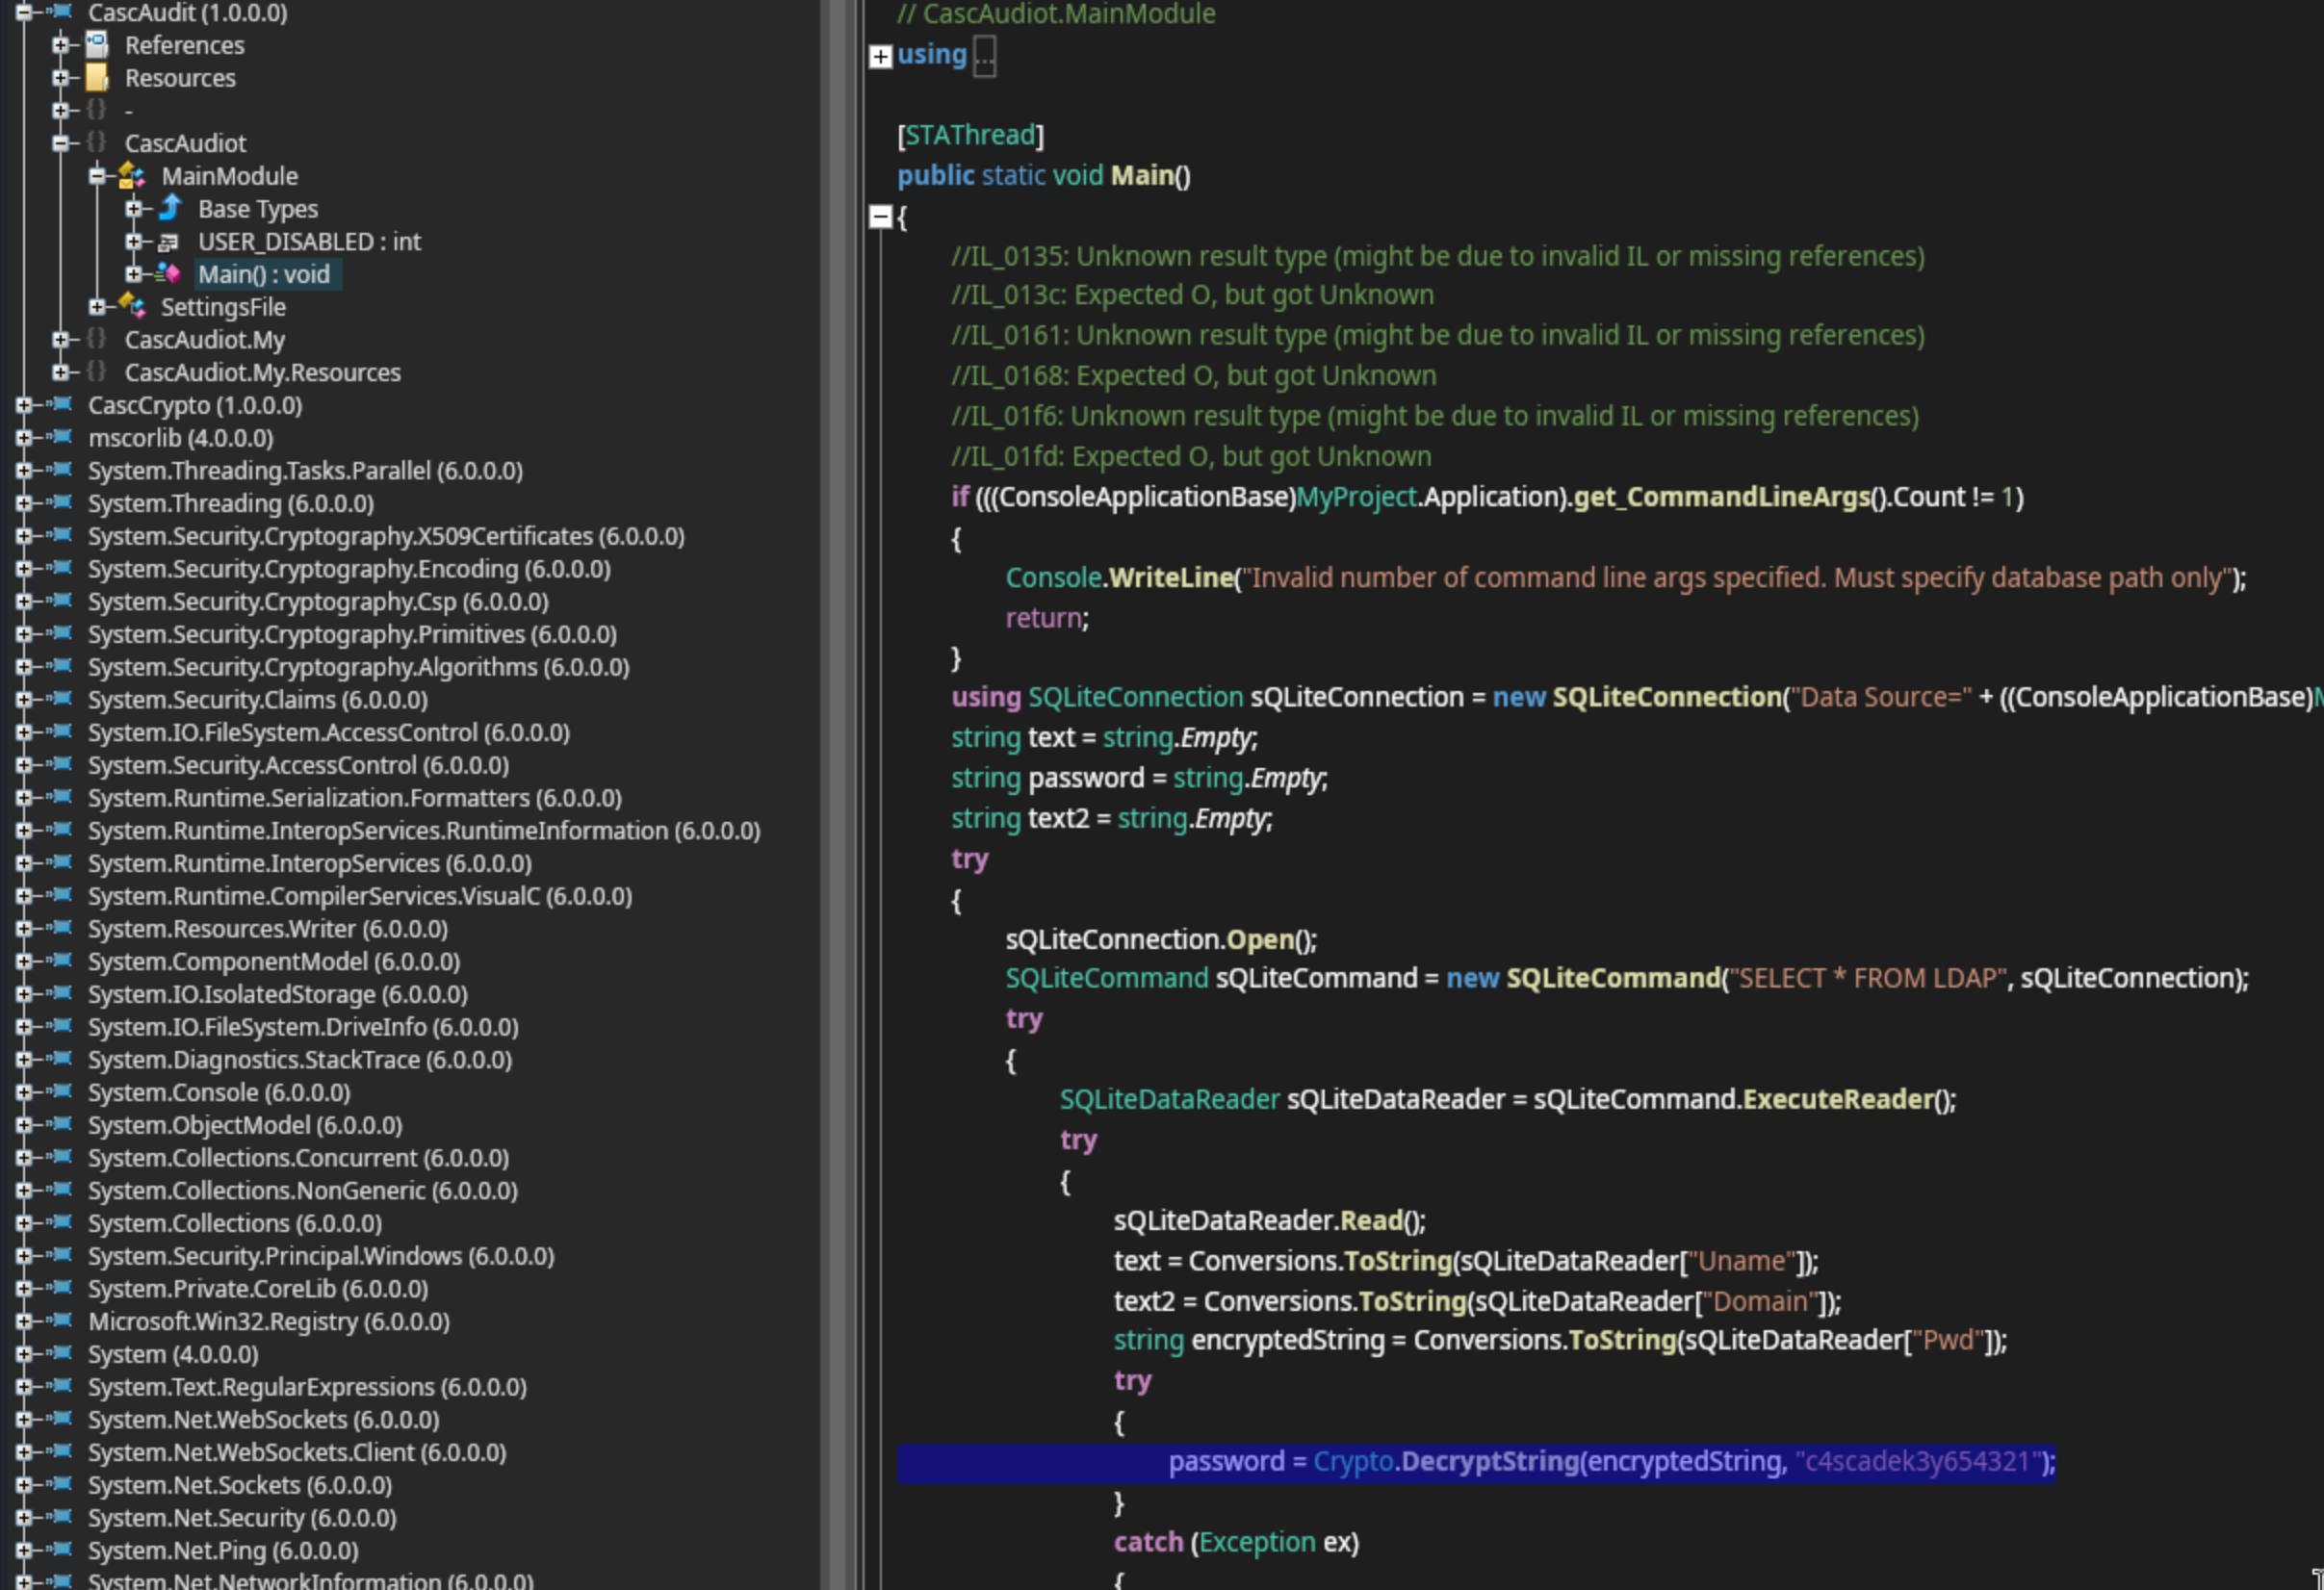 CascAudit (1.0.0.0)
References
Resources
-
CascAudiot
MainModule
Base Types
USER_DISABLED : int
Main() : void
SettingsFile
CascAudiot.My
CascAudiot.My.Resources
CascCrypto (1.0.0.0)
mscorlib (4.0.0.0)
System.Threading.Tasks.Parallel (6.0.0.0)
System.Threading (6.0.0.0)
System.Security.Cryptography.X509Certificates (6.0.0.0)
System.Security.Cryptography.Encoding (6.0.0.0)
System.Security.Cryptography.Csp (6.0.0.0)
System.Security.Cryptography.Primitives (6.0.0.0)
System.Security.Cryptography.Algorithms (6.0.0.0)
System.Security.Claims (6.0.0.0)
System.IO.FileSystem.AccessControl (6.0.0.0)
System.Security.AccessControl (6.0.0.0)
System.Runtime.Serialization.Formatters (6.0.0.0)
System.Runtime.InteropServices.RuntimeInformation (6.0.0.0)
System.Runtime.InteropServices (6.0.0.0)
System.Runtime.CompilerServices.VisualC (6.0.0.0)
System.Resources.Writer (6.0.0.0)
System.ComponentModel (6.0.0.0)
System.IO.IsolatedStorage (6.0.0.0)
System.IO.FileSystem.DriveInfo (6.0.0.0)
System.Diagnostics.StackTrace (6.0.0.0)
System.Console (6.0.0.0)
System.ObjectModel (6.0.0.0)
System.Collections.Concurrent (6.0.0.0)
System.Collections.NonGeneric (6.0.0.0)
System.Collections (6.0.0.0)
System.Security.Principal.Windows (6.0.0.0)
System.Private.CoreLib (6.0.0.0)
Microsoft.Win32.Registry (6.0.0.0)
System (4.0.0.0)
System.Text.RegularExpressions (6.0.0.0)
System.Net.WebSockets (6.0.0.0)
System.Net.WebSockets.Client (6.0.0.0)
System.Net.Sockets (6.0.0.0)
System.Net.Security (6.0.0.0)
System.Net.Ping (6.0.0.0)
System.Net.NetworkInformation (6.0.0.0)
// CascAudiot.MainModule
using ...
[STAThread]
public static void Main()
{
//IL_0135: Unknown result type (might be due to invalid IL or missing references)
//IL_013c: Expected O, but got Unknown
//IL_0161: Unknown result type (might be due to invalid IL or missing references)
//IL_0168: Expected O, but got Unknown
//IL_01f6: Unknown result type (might be due to invalid IL or missing references)
//IL_01fd: Expected O, but got Unknown
if (((ConsoleApplicationBase)MyProject.Application).get_CommandLineArgs().Count != 1)
{
Console.WriteLine("Invalid number of command line args specified. Must specify database path only");
return;
}
using SQLiteConnection sQLiteConnection = new SQLiteConnection("Data Source=" + ((ConsoleApplicationBase)
string text = string.Empty;
string password = string.Empty;
string text2 = string.Empty;
try
{
sQLiteConnection.Open();
SQLiteCommand sQLiteCommand = new SQLiteCommand("SELECT * FROM LDAP", sQLiteConnection);
try
{
SQLiteDataReader sQLiteDataReader = sQLiteCommand.ExecuteReader();
try
{
sQLiteDataReader.Read();
text = Conversions.ToString(sQLiteDataReader["Uname"]);
text2 = Conversions.ToString(sQLiteDataReader["Domain"]);
string encryptedString = Conversions.ToString(sQLiteDataReader["Pwd"]);
try
{
password = Crypto.DecryptString(encryptedString, "c4scadek3y654321");
}
catch (Exception ex)
{